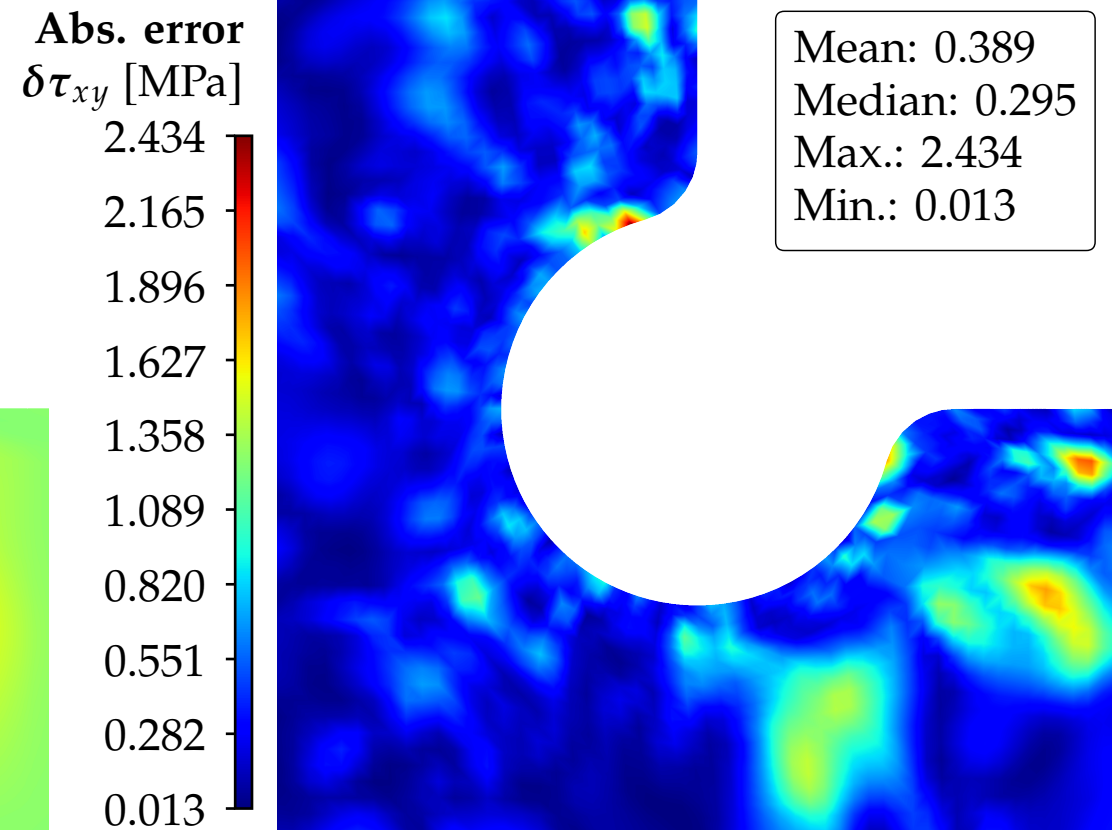 Abs. error
δτxy [MPa]
2.434
2.165
1.896
1.627
1.358
1.089
0.820
0.551
0.282
0.013
Mean: 0.389
Median: 0.295
Max.: 2.434
Min.: 0.013